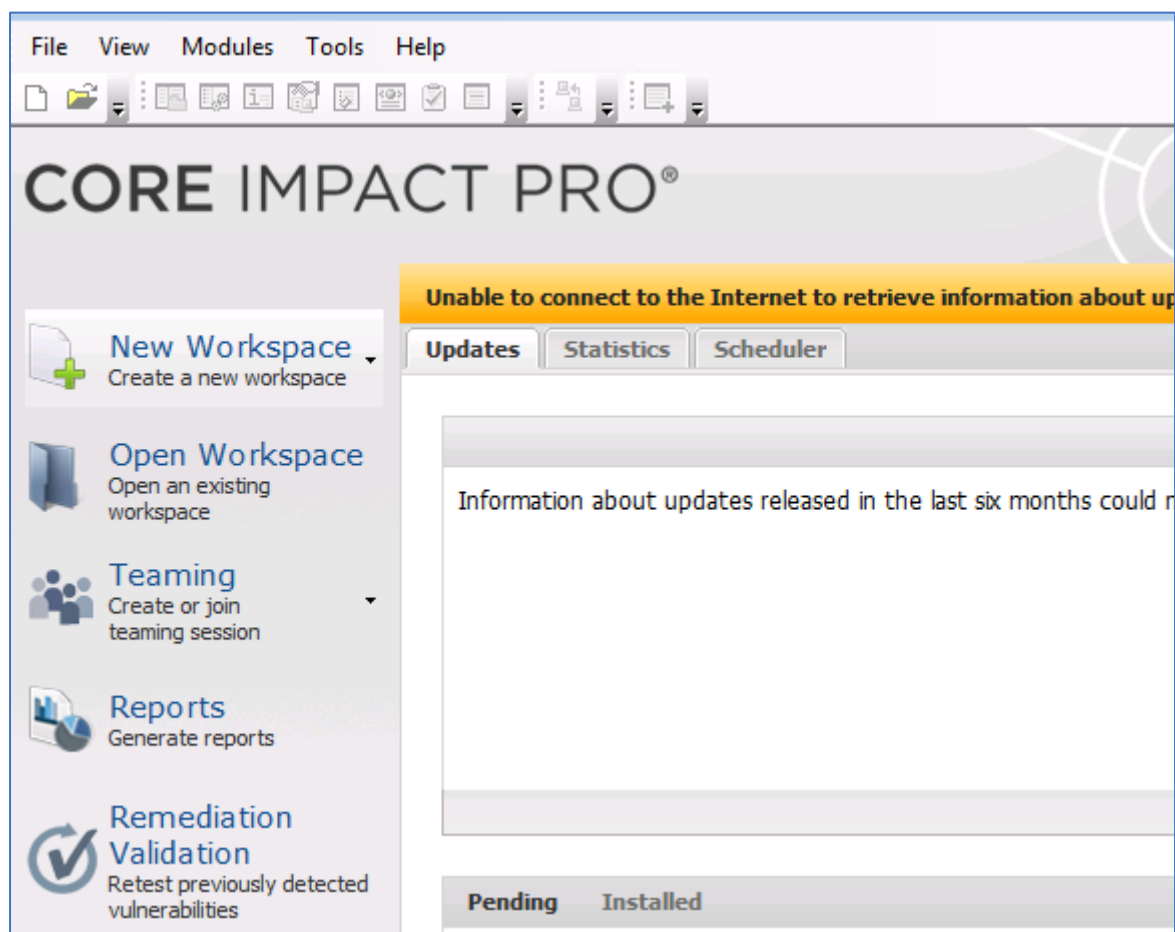 File View Modules Tools Help
CORE IMPACT PRO®
Unable to connect to the Internet to retrieve information about
New Workspace
Create a new workspace
Updates Statistics Scheduler
Open Workspace
Open an existing
workspace
Information about updates released in the last six months could
Teaming
Create or join
teaming session
Reports
Generate reports
Remediation
Validation
Retest previously detected
vulnerabilities
Pending Installed